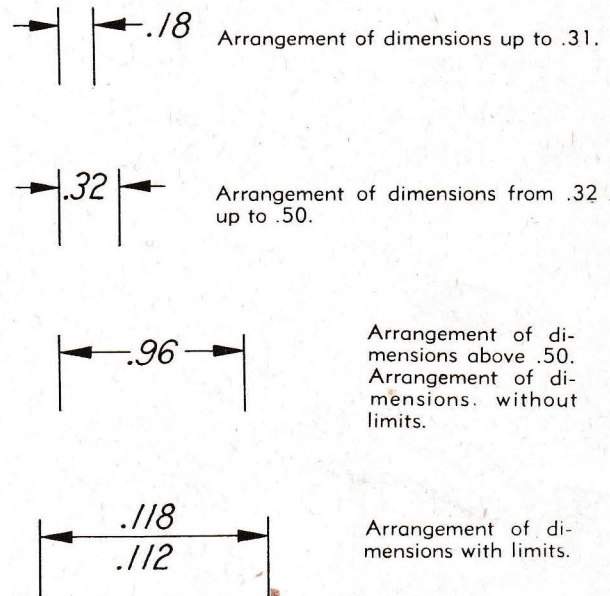 .18
Arrangement of dimensions up to .31.
.32
Arrangement of dimensions from .32
up to .50.
.96
Arrangement of di-
mensions above .50.
Arrangement of di-
mensions. without
limits.
.118
.112
Arrangement of di-
mensions with limits.